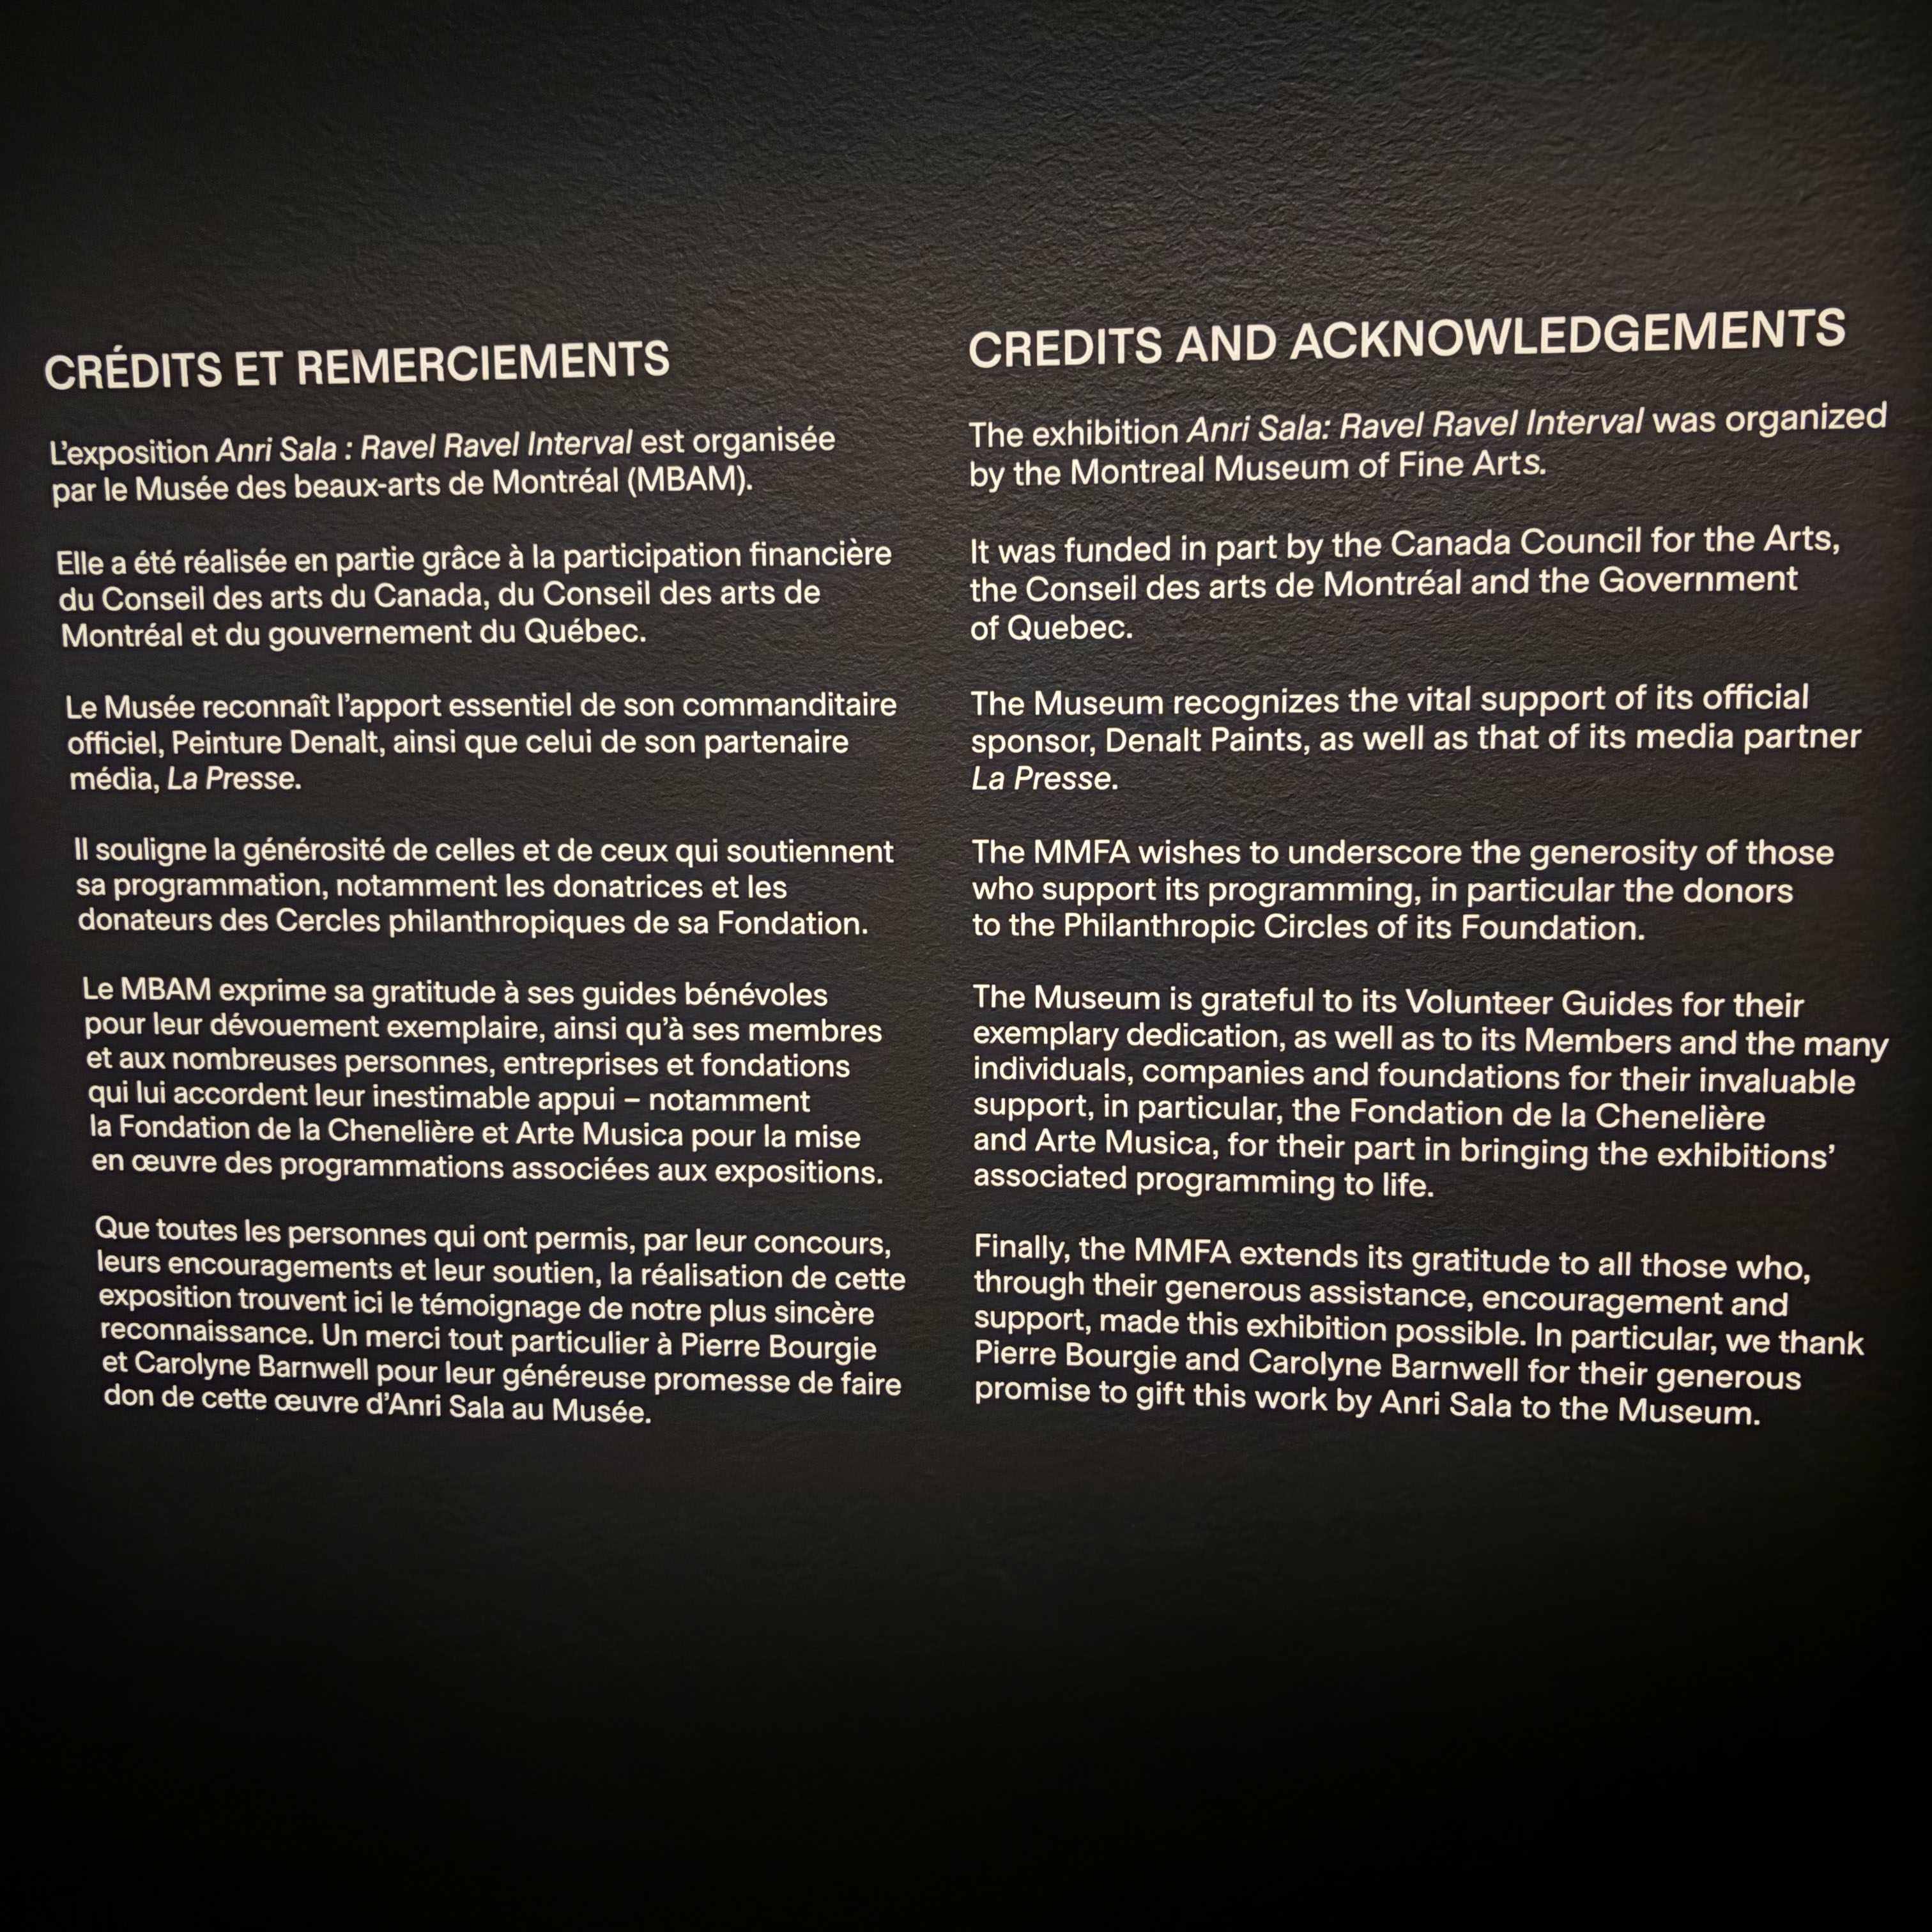 CRÉDITS ET REMERCIEMENTS
L'exposition Anri Sala : Ravel Ravel Interval est organisée
par le Musée des beaux-arts de Montréal (MBAM).
Elle a été réalisée en partie grâce à la participation financière
du Conseil des arts du Canada, du Conseil des arts de
Montréal et du gouvernement du Québec.
Le Musée reconnaît l'apport essentiel de son commanditaire
officiel, Peinture Denalt, ainsi que celui de son partenaire
média, La Presse.
Il souligne la générosité de celles et de ceux qui soutiennent
sa programmation, notamment les donatrices et les
donateurs des Cercles philanthropiques de sa Fondation.
Le MBAM exprime sa gratitude à ses guides bénévoles
pour leur dévouement exemplaire, ainsi qu'à ses membres
et aux nombreuses personnes, entreprises et fondations
qui lui accordent leur inestimable appui – notamment
la Fondation de la Chenelière et Arte Musica pour la mise
en œuvre des programmations associées aux expositions.
Que toutes les personnes qui ont permis, par leur concours,
leurs encouragements et leur soutien, la réalisation de cette
exposition trouvent ici le témoignage de notre plus sincère
reconnaissance. Un merci tout particulier à Pierre Bourgie
et Carolyne Barnwell pour leur généreuse promesse de faire
don de cette œuvre d'Anri Sala au Musée.
CREDITS AND ACKNOWLEDGEMENTS
The exhibition Anri Sala: Ravel Ravel Interval was organized
by the Montreal Museum of Fine Arts.
It was funded in part by the Canada Council for the Arts,
the Conseil des arts de Montréal and the Government
of Quebec.
The Museum recognizes the vital support of its official
sponsor, Denalt Paints, as well as that of its media partner
La Presse.
The MMFA wishes to underscore the generosity of those
who support its programming, in particular the donors
to the Philanthropic Circles of its Foundation.
The Museum is grateful to its Volunteer Guides for their
exemplary dedication, as well as to its Members and the many
individuals, companies and foundations for their invaluable
support, in particular, the Fondation de la Chenelière
and Arte Musica, for their part in bringing the exhibitions'
associated programming to life.
Finally, the MMFA extends its gratitude to all those who,
through their generous assistance, encouragement and
support, made this exhibition possible. In particular, we thank
Pierre Bourgie and Carolyne Barnwell for their generous
promise to gift this work by Anri Sala to the Museum.